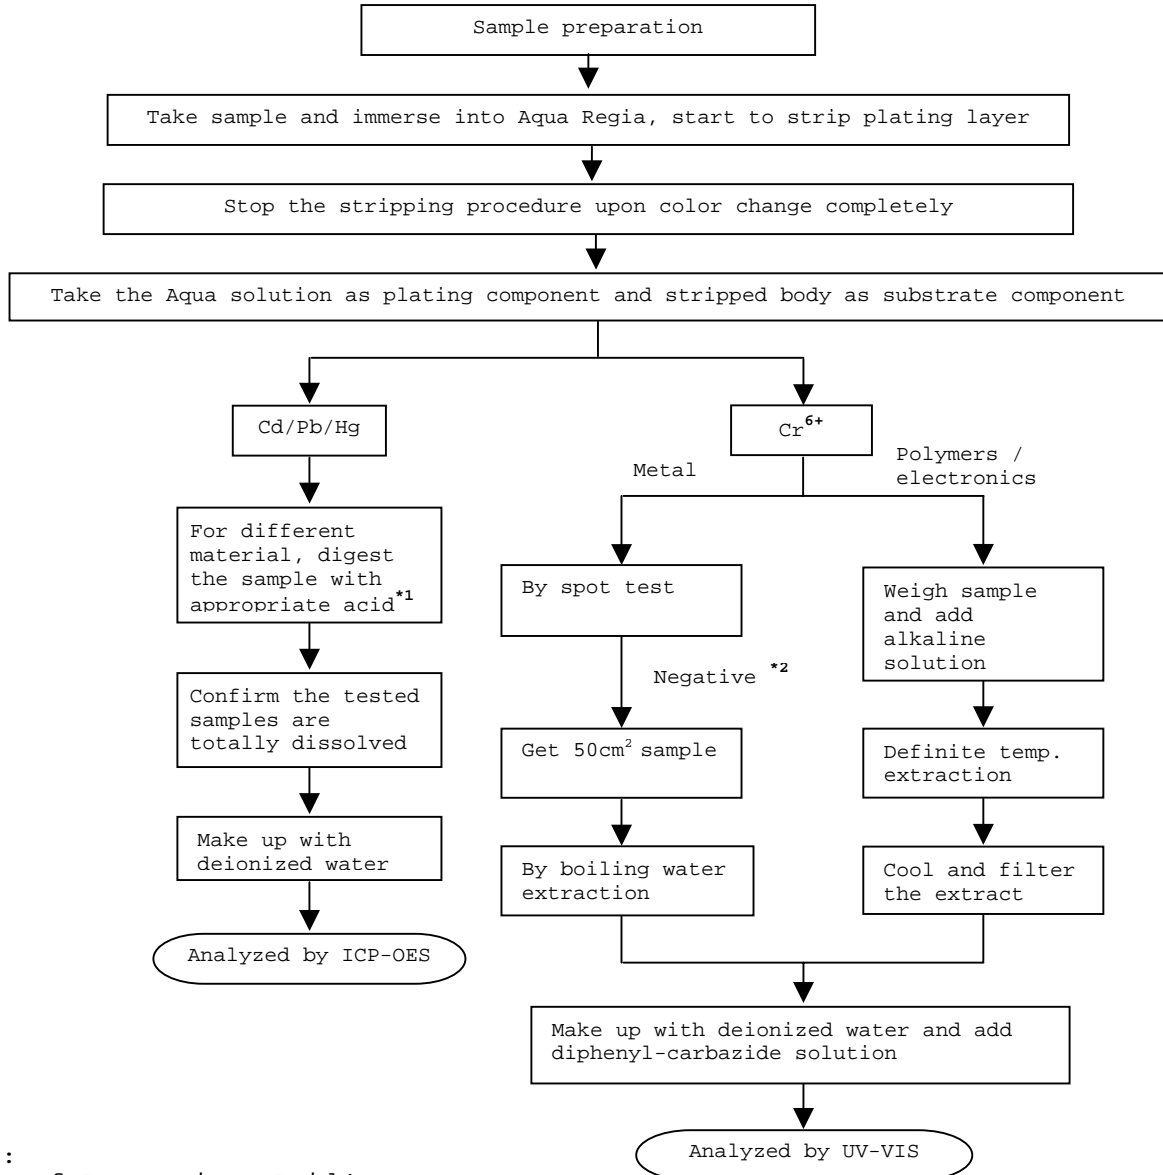 Sample preparation
Take sample and immerse into Aqua Regia, start to strip plating layer
Stop the stripping procedure upon color change completely
Take the Aqua solution as plating component and stripped body as substrate component
Cd/Pb/Hg
For different
material, digest
the sample with
appropriate acid*1
Confirm the tested
samples are
totally dissolved
Make up with
deionized water
Analyzed by ICP-OES
Cr6+
Metal
Polymers /
electronics
By spot test
Negative *2
Get 50cm2 sample
By boiling water
extraction
Weigh sample
and add
alkaline
solution
Definite temp.
extraction
Cool and filter
the extract
Make up with deionized water and add
diphenyl-carbazide solution
Analyzed by UV-VIS
: